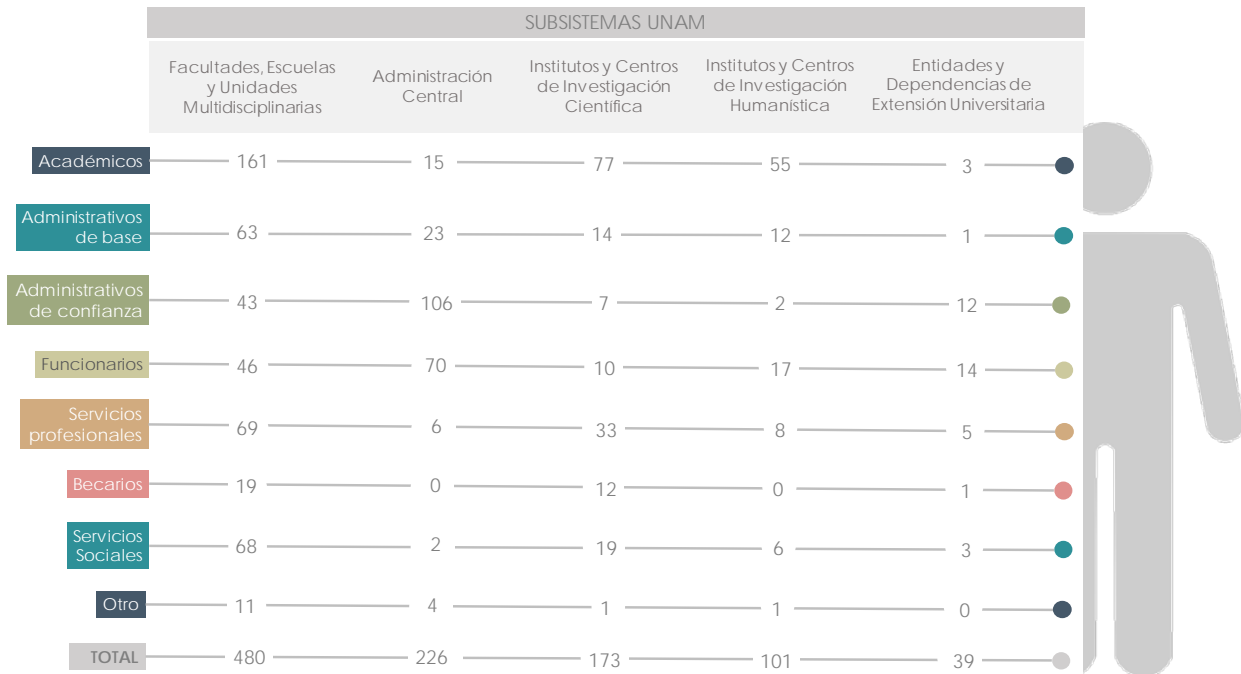 SUBSISTEMAS UNAM
Facultades, Escuelas
y Unidades
Multidisciplinarias
Administración
Central
Institutos y Centros
de Investigación
Científica
Institutos y Centros
de Investigación
Humanística
Entidades y
Dependencias de
Extensión Universitaria
Académicos 161 15 77 55 3
Administrativos
de base 63 23 14 12 1
Administrativos
de confianza 43 106 7 2 12
Funcionarios 46 70 10 17 14
Servicios
profesionales 69 6 33 8 5
Becarios 19 0 12 0 1
Servicios
Sociales 68 2 19 6 3
Otro 11 4 1 1 0
TOTAL 480 226 173 101 39